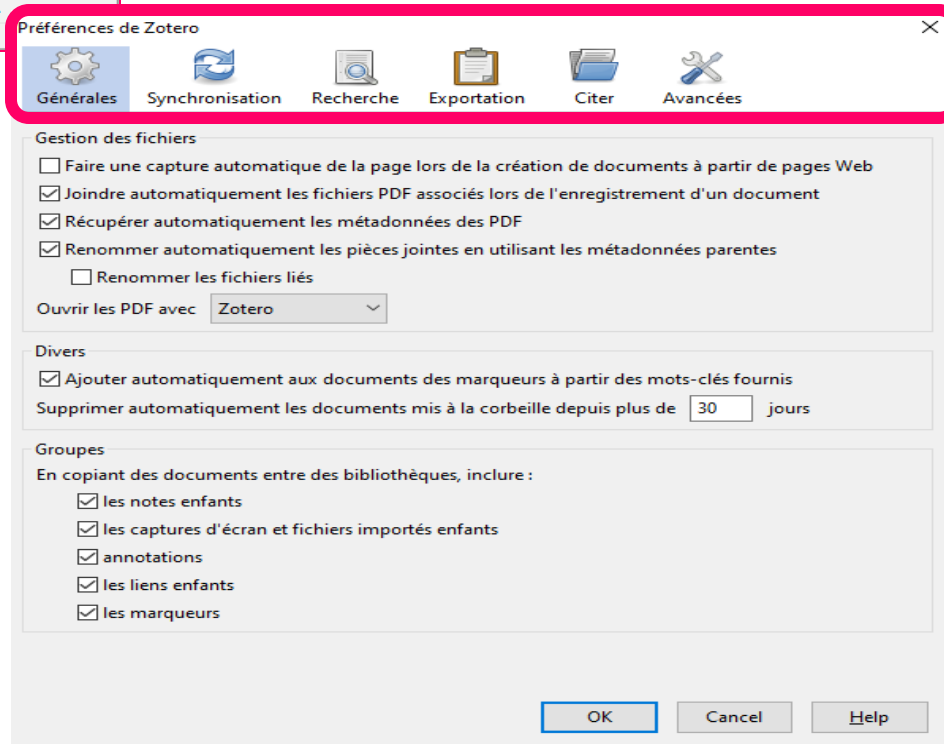 Préférences de Zotero
Générales Synchronisation Recherche Exportation Citer Avancées
Gestion des fichiers
Faire une capture automatique de la page lors de la création de documents à partir de pages Web
Joindre automatiquement les fichiers PDF associés lors de l'enregistrement d'un document
Récupérer automatiquement les métadonnées des PDF
Renommer automatiquement les pièces jointes en utilisant les métadonnées parentes
Renommer les fichiers liés
Ouvrir les PDF avec Zotero
Divers
Ajouter automatiquement aux documents des marqueurs à partir des mots-clés fournis
Supprimer automatiquement les documents mis à la corbeille depuis plus de 30 jours
Groupes
En copiant des documents entre des bibliothèques, inclure :
les notes enfants
les captures d'écran et fichiers importés enfants
annotations
les liens enfants
les marqueurs
OK Cancel Help